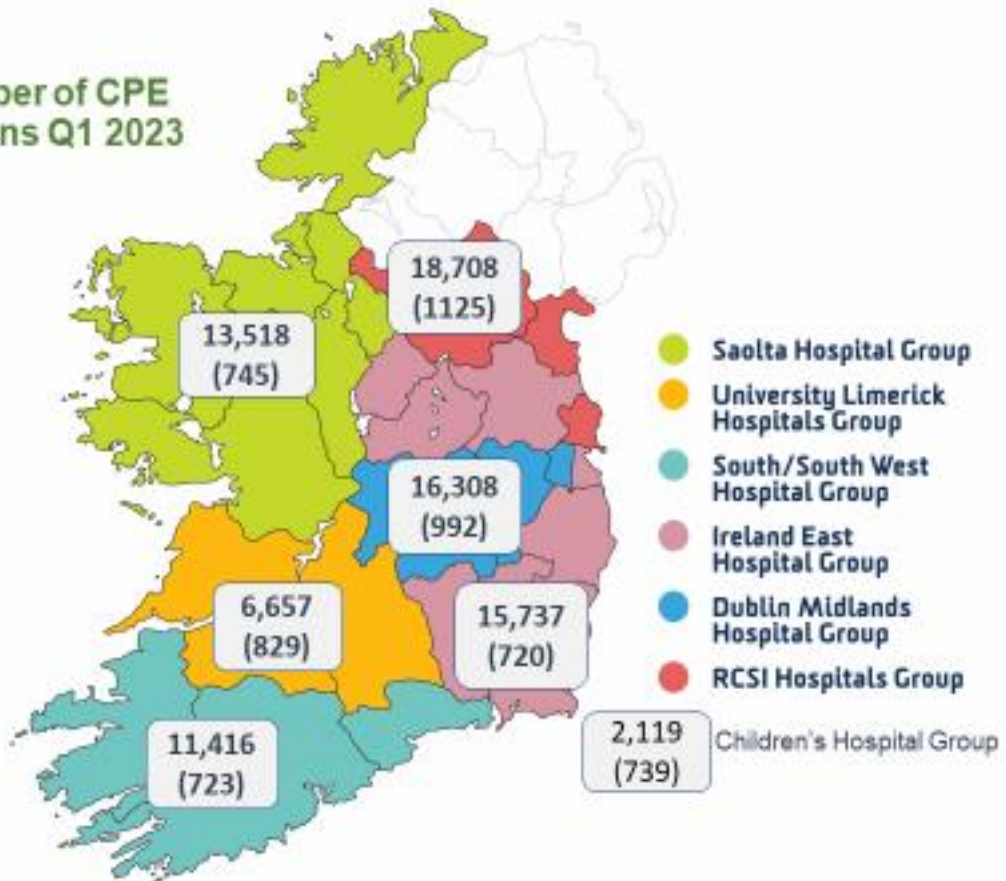 of CPE
Q1 2023
18,708
(1125)
13,518
(745)
16,308
(992)
6,657
(829)
15,737
(720)
11,416
(723)
Saolta Hospital Group
University Limerick
Hospitals Group
South/South West
Hospital Group
Ireland East
Hospital Group
Dublin Midlands
Hospital Group
RCSI Hospitals Group
2,119
(739)
Children's Hospital Group